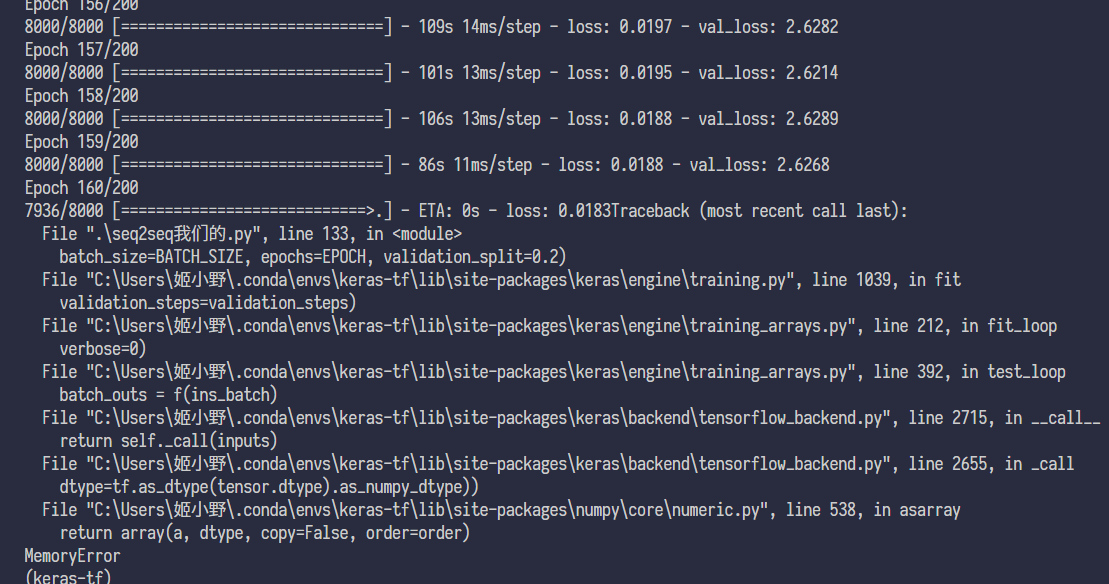 Epoch 156/200
8000/8000 [==============================] - 109s 14ms/step - loss: 0.0197 - val_loss: 2.6282
Epoch 157/200
8000/8000 [==============================] - 101s 13ms/step - loss: 0.0195 - val_loss: 2.6214
Epoch 158/200
8000/8000 [==============================] - 106s 13ms/step - loss: 0.0188 - val_loss: 2.6289
Epoch 159/200
8000/8000 [==============================] - 86s 11ms/step - loss: 0.0188 - val_loss: 2.6268
Epoch 160/200
7936/8000 [============================>.] - ETA: 0s - loss: 0.0183Traceback (most recent call last):
  File ".\seq2seq我们的.py", line 133, in <module>
    batch_size=BATCH_SIZE, epochs=EPOCH, validation_split=0.2)
  File "C:\Users\姬小野\.conda\envs\keras-tf\lib\site-packages\keras\engine\training.py", line 1039, in fit
    validation_steps=validation_steps)
  File "C:\Users\姬小野\.conda\envs\keras-tf\lib\site-packages\keras\engine\training_arrays.py", line 212, in fit_loop
    verbose=0)
  File "C:\Users\姬小野\.conda\envs\keras-tf\lib\site-packages\keras\engine\training_arrays.py", line 392, in test_loop
    batch_outs = f(ins_batch)
  File "C:\Users\姬小野\.conda\envs\keras-tf\lib\site-packages\keras\backend\tensorflow_backend.py", line 2715, in __call__
    return self._call(inputs)
  File "C:\Users\姬小野\.conda\envs\keras-tf\lib\site-packages\keras\backend\tensorflow_backend.py", line 2655, in _call
    dtype=tf.as_dtype(tensor.dtype).as_numpy_dtype))
  File "C:\Users\姬小野\.conda\envs\keras-tf\lib\site-packages\numpy\core\numeric.py", line 538, in asarray
    return array(a, dtype, copy=False, order=order)
MemoryError
(keras-tf)